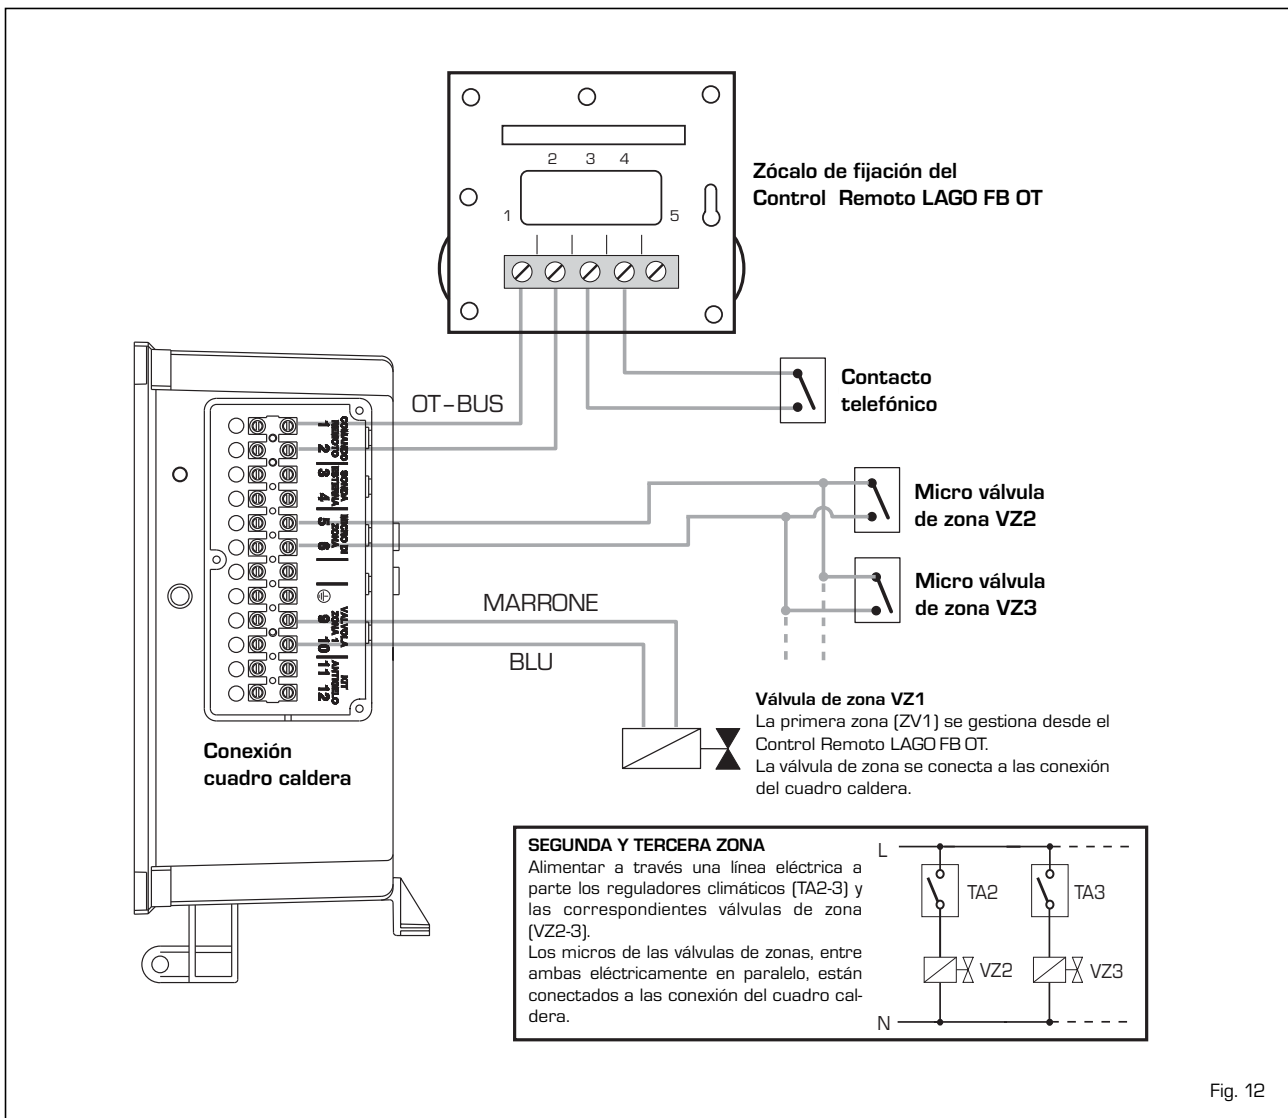 2 3 4
1 5
Zócalo de fijación del
Control Remoto LAGO FB OT
Contacto
telefónico
OT-BUS
1
2
COMANDO
REMOTO
3
4
SONDA
ESTERNA
5
6
MICRO DI
ZONA
9
10
VALVOLA
ZONA 1
11
12
KIT
ANTIGELO
Micro válvula
de zona VZ2
Micro válvula
de zona VZ3
MARRONE
BLU
Conexión
cuadro caldera
Válvula de zona VZ1
La primera zona (ZV1) se gestiona desde el
Control Remoto LAGO FB OT.
La válvula de zona se conecta a las conexión
del cuadro caldera.
SEGUNDA Y TERCERA ZONA
Alimentar a través una línea eléctrica a
parte los reguladores climáticos (TA2-3) y
las correspondientes válvulas de zona
(VZ2-3).
Los micros de las válvulas de zonas, entre
ambas eléctricamente en paralelo, están
conectados a las conexión del cuadro cal-
dera.
L
TA2 TA3
VZ2 VZ3
N
Fig. 12